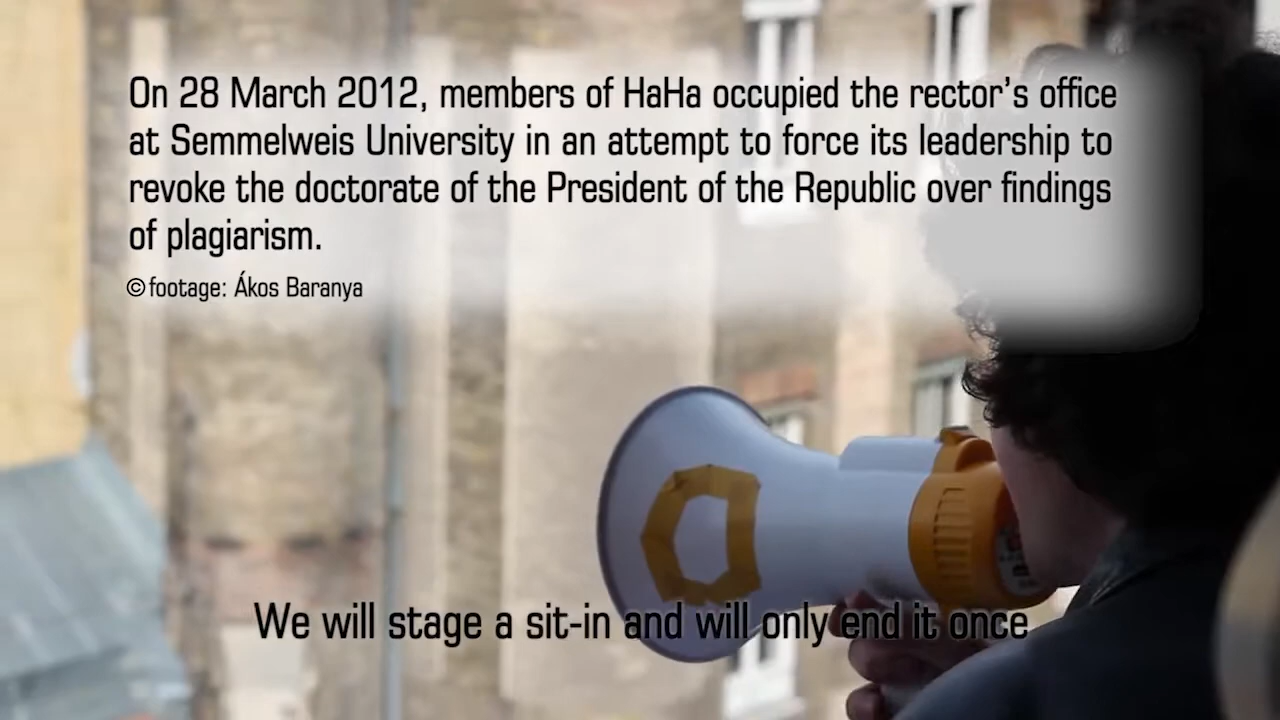 On 28 March 2012, members of HaHa occupied the rector's office
at Semmelweis University in an attempt to force its leadership to
revoke the doctorate of the President of the Republic over findings
of plagiarism.
© footage: Ákos Baranya
We will stage a sit-in and will only end it once